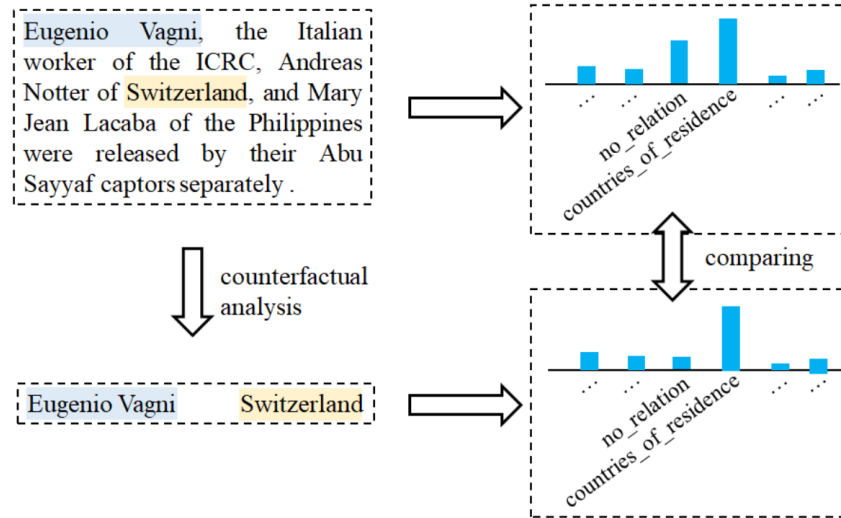 Eugenio Vagni, the Italian
worker of the ICRC, Andreas
Notter of Switzerland, and Mary
Jean Lacaba of the Philippines
were released by their Abu
Sayyaf captors separately .
... ... no_relation countries_of_residence ... ...
counterfactual
analysis
comparing
Eugenio Vagni Switzerland
... ... no_relation countries_of_residence ... ...